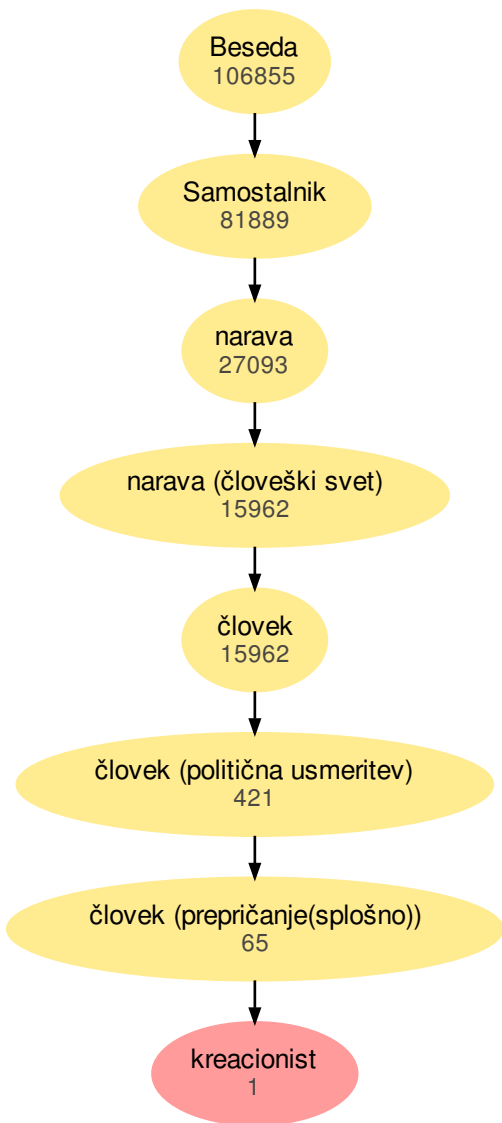 Beseda
106855
Samostalnik
81889
narava
27093
narava (človeški svet)
15962
človek
15962
človek (politična usmeritev)
421
človek (prepričanje(splošno))
65
kreacionist
1